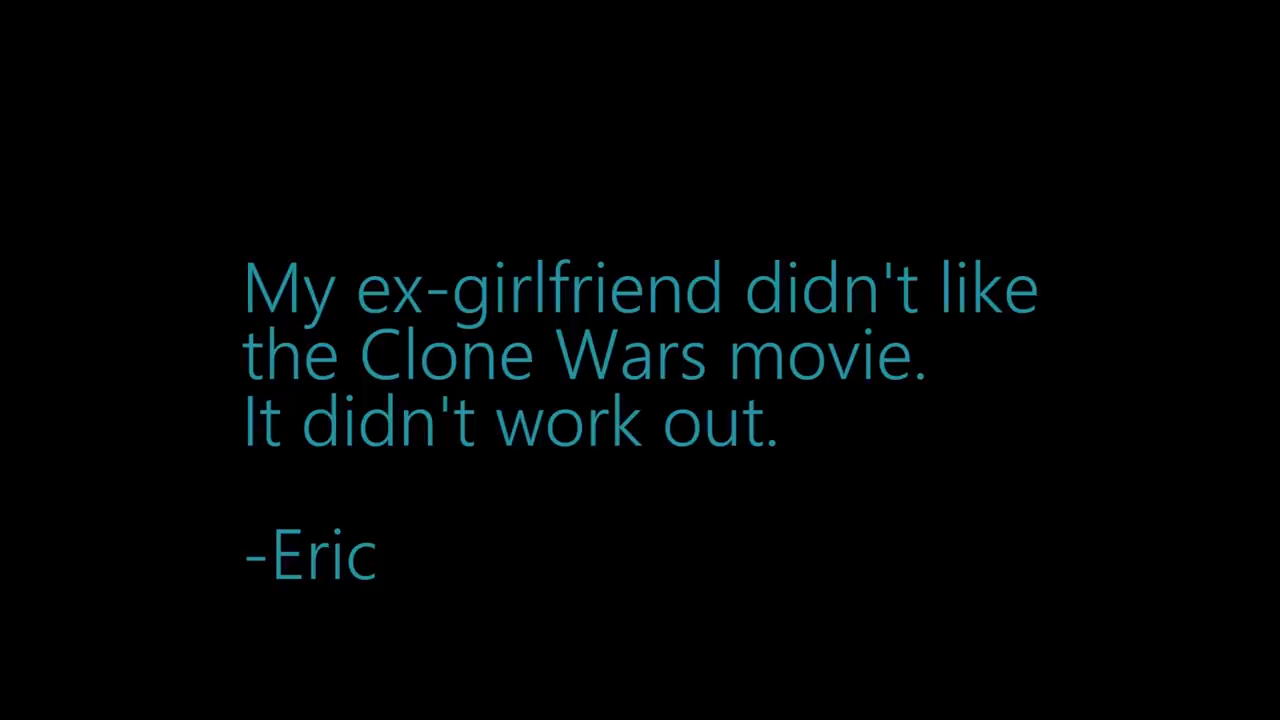 My ex-girlfriend didn't like
the Clone Wars movie.
It didn't work out.
-Eric